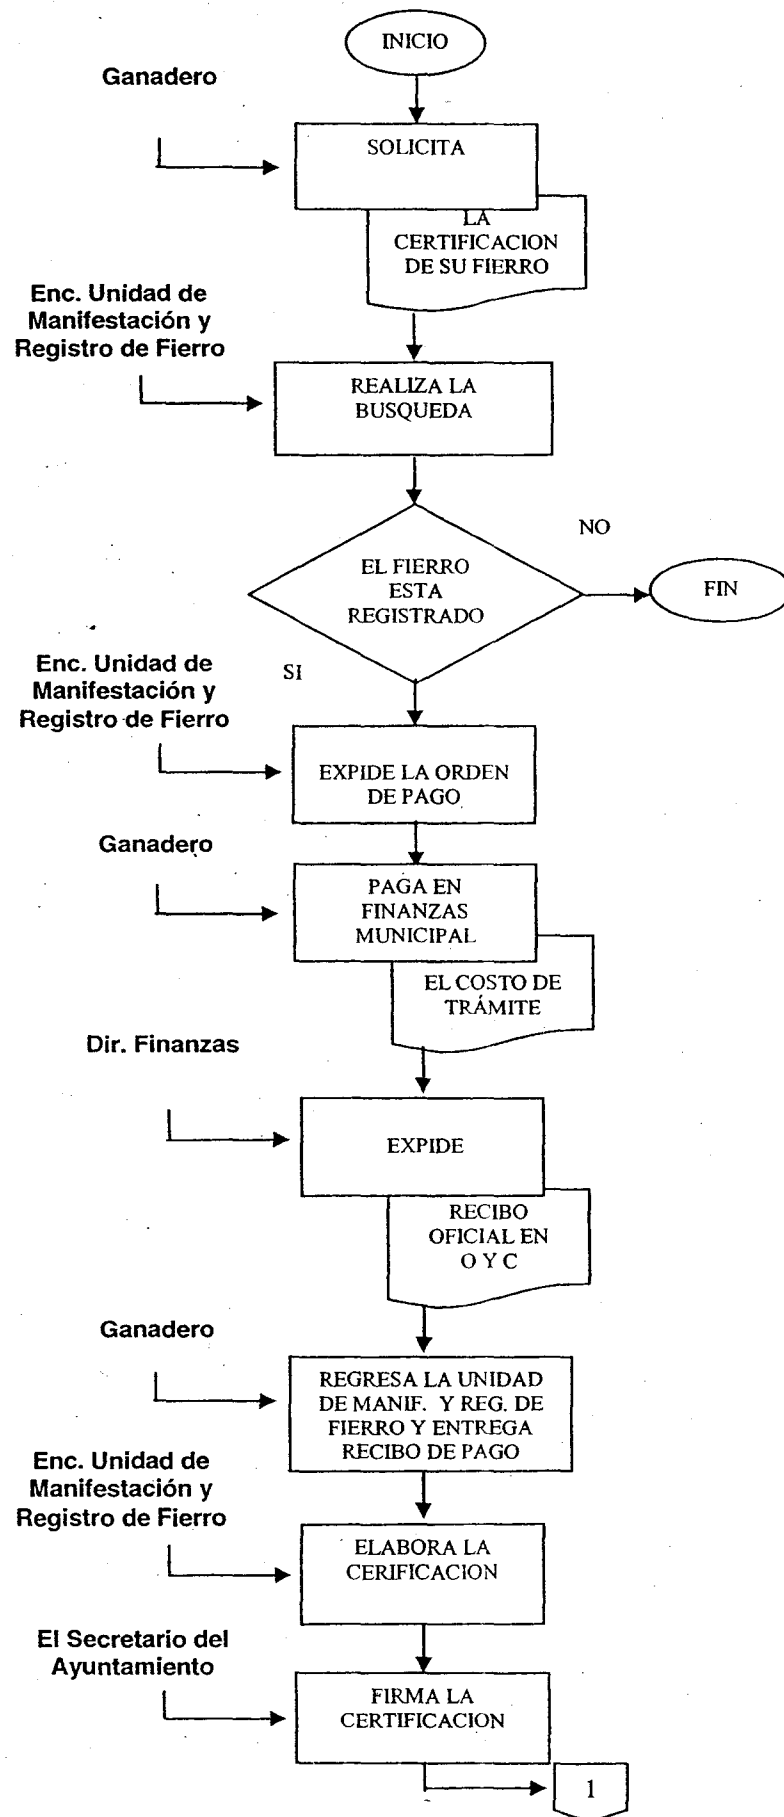 INICIO
Ganadero
SOLICITA
LA
CERTIFICACION
DE SU FIERRO
Enc. Unidad de
Manifestación y
Registro de Fierro
REALIZA LA
BUSQUEDA
NO
EL FIERRO
ESTA
REGISTRADO
FIN
SI
Enc. Unidad de
Manifestación y
Registro de Fierro
EXPIDE LA ORDEN
DE PAGO
Ganadero
PAGA EN
FINANZAS
MUNICIPAL
EL COSTO DE
TRÁMITE
Dir. Finanzas
EXPIDE
RECIBO
OFICIAL EN
O Y C
Ganadero
REGRESA LA UNIDAD
DE MANIF. Y REG. DE
FIERRO Y ENTREGA
RECIBO DE PAGO
Enc. Unidad de
Manifestación y
Registro de Fierro
ELABORA LA
CERIFICACION
El Secretario del
Ayuntamiento
FIRMA LA
CERTIFICACION
1